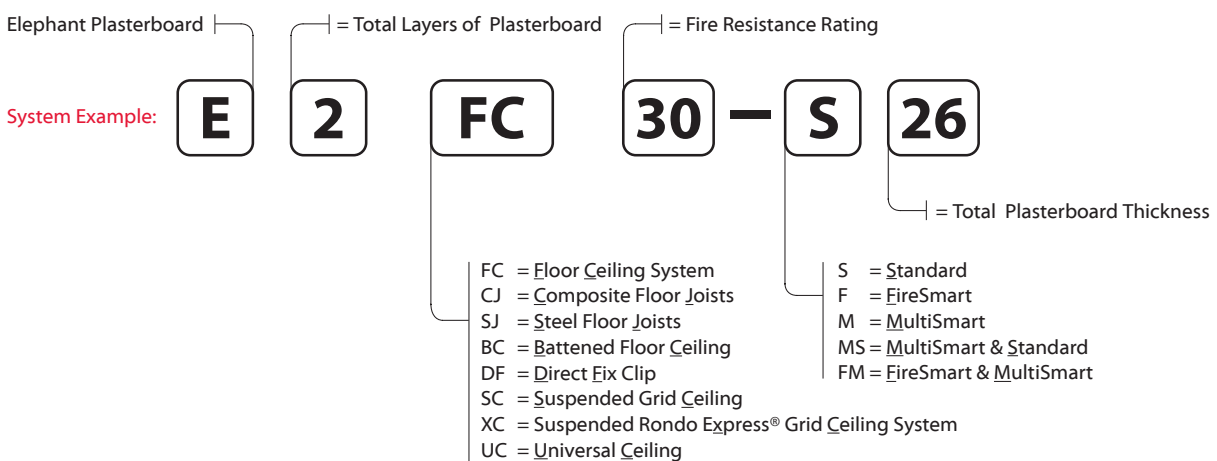 Elephant Plasterboard = Total Layers of Plasterboard = Fire Resistance Rating
System Example: E 2 FC 30 – S 26
= Total Plasterboard Thickness
FC = Floor Ceiling System
CJ = Composite Floor Joists
SJ = Steel Floor Joists
BC = Battened Floor Ceiling
DF = Direct Fix Clip
SC = Suspended Grid Ceiling
XC = Suspended Rondo Express® Grid Ceiling System
UC = Universal Ceiling
S = Standard
F = FireSmart
M = MultiSmart
MS = MultiSmart & Standard
FM = FireSmart & MultiSmart